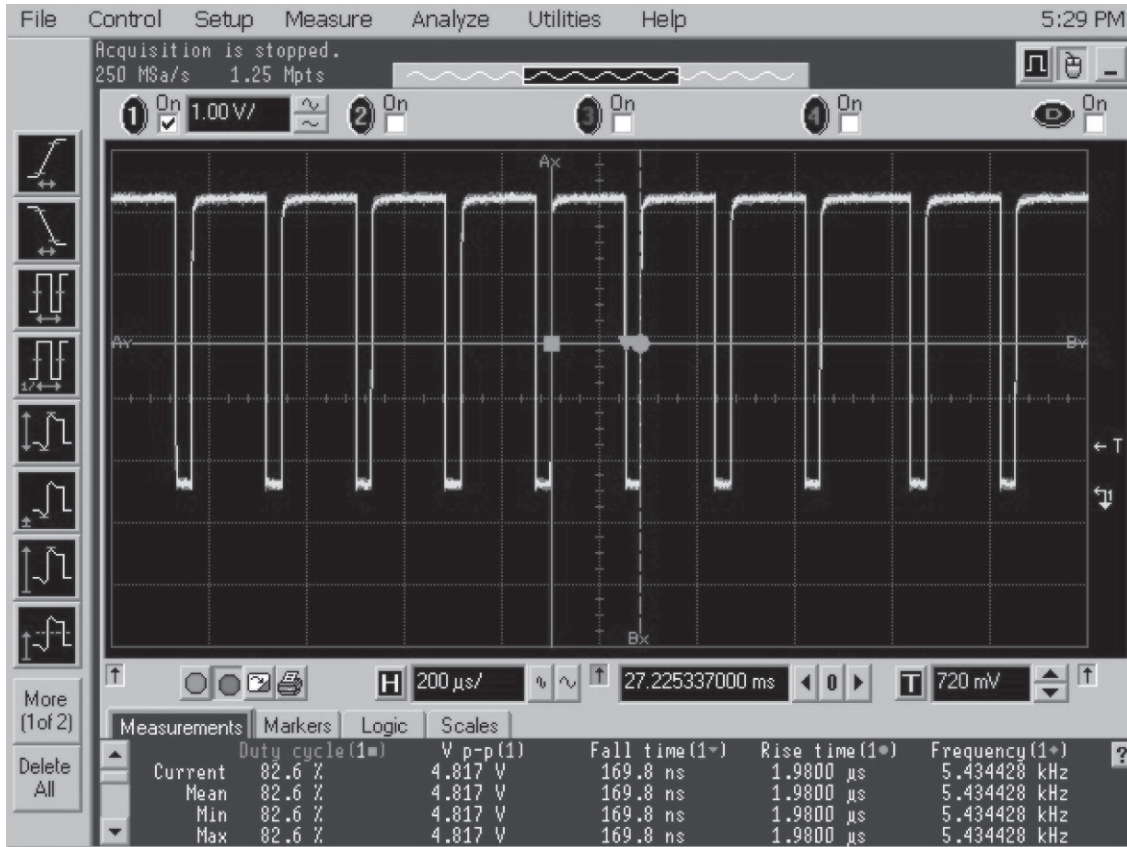 File Control Setup Measure Analyze Utilities Help 5:29 PM
Acquisition is stopped.
250 MSa/s 1.25 Mpts
1 On 1.00 V/ 2 On 3 On 4 On D On
Ax
Ay By
← T
1
Bx
H 200 µs/ 27.225337000 ms 0 T 720 mV
More
(1of 2)
Delete
All
Measurements Markers Logic Scales
Duty cycle(1■) V p-p(1) Fall time(1▾) Rise time(1●) Frequency(1◆) ?
Current 82.6 % 4.817 V 169.8 ns 1.9800 µs 5.434428 kHz
Mean 82.6 % 4.817 V 169.8 ns 1.9800 µs 5.434428 kHz
Min 82.6 % 4.817 V 169.8 ns 1.9800 µs 5.434428 kHz
Max 82.6 % 4.817 V 169.8 ns 1.9800 µs 5.434428 kHz